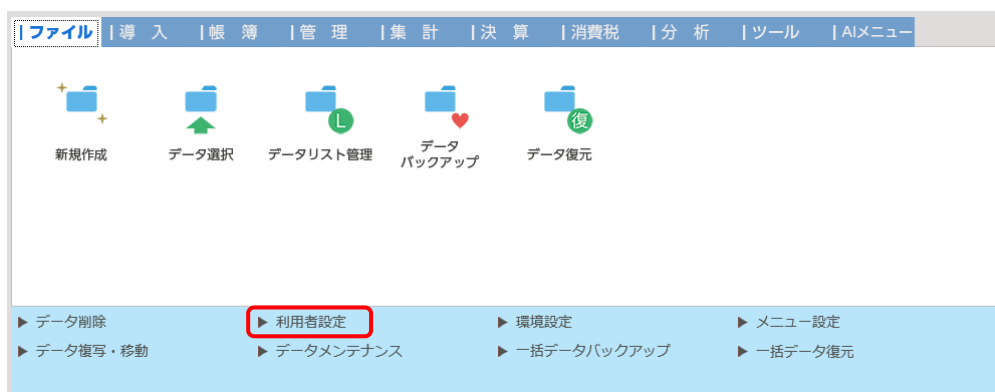 |ファイル |導 入 |帳 簿 |管 理 |集 計 |決 算 |消費税 |分 析 |ツール |AIメニュー
新規作成
データ選択
L
データリスト管理
データ
バックアップ
復
データ復元
▶ データ削除 ▶ 利用者設定 ▶ 環境設定 ▶ メニュー設定
▶ データ複写・移動 ▶ データメンテナンス ▶ 一括データバックアップ ▶ 一括データ復元